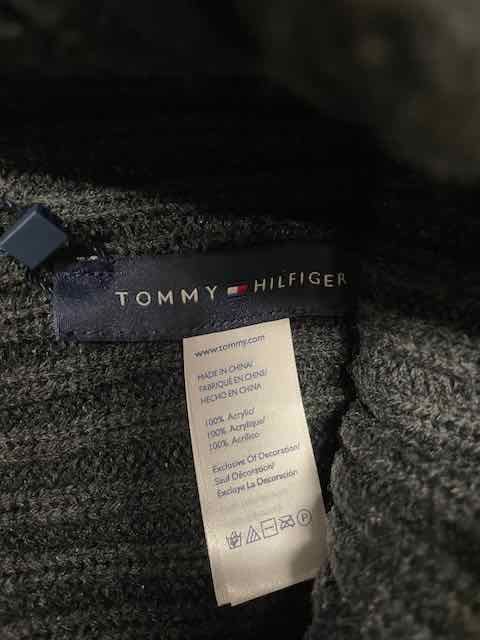 TOMMY HILFIGER
www.tommy.com
MADE IN CHINA/
FABRIQUÉ EN CHINE/
HECHO EN CHINA
100% Acrylic/
100% Acrylique/
100% Acrílico
Exclusive Of Decoration/
Sauf Décoration/
Excluye La Decoración
P